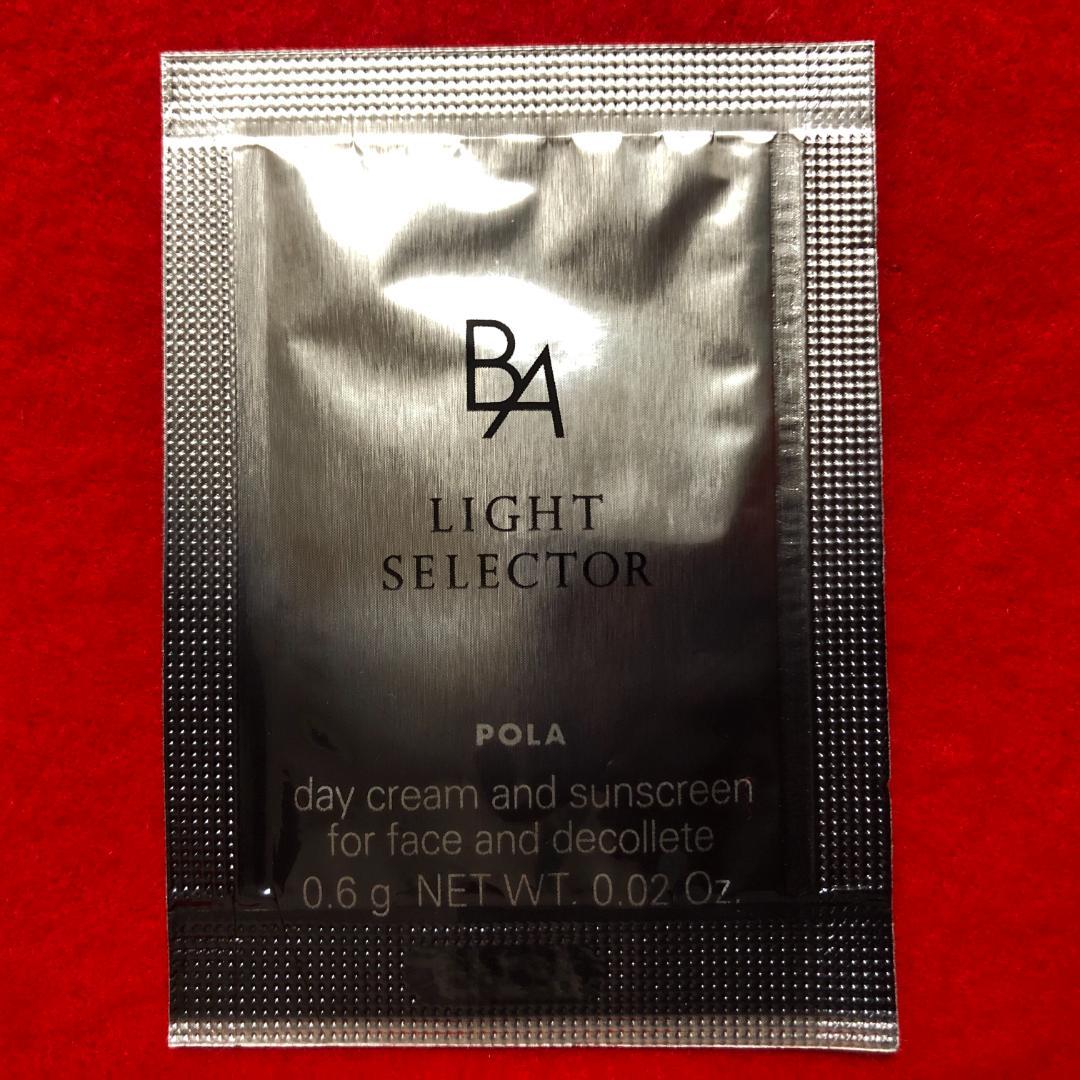 BA
LIGHT
SELECTOR
POLA
day cream and sunscreen
for face and decollete
0.6 g NET WT. 0.02 Oz.